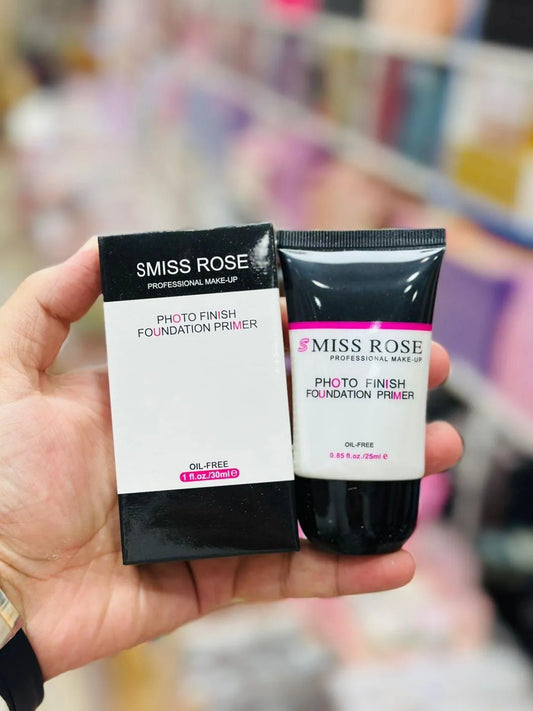 SMISS ROSE
PROFESSIONAL MAKE-UP
PHOTO FINISH
FOUNDATION PRIMER
OIL-FREE
1 fl.oz./30ml ℮
SMISS ROSE
PROFESSIONAL MAKE-UP
PHOTO FINISH
FOUNDATION PRIMER
OIL-FREE
0.85 fl.oz./25ml ℮